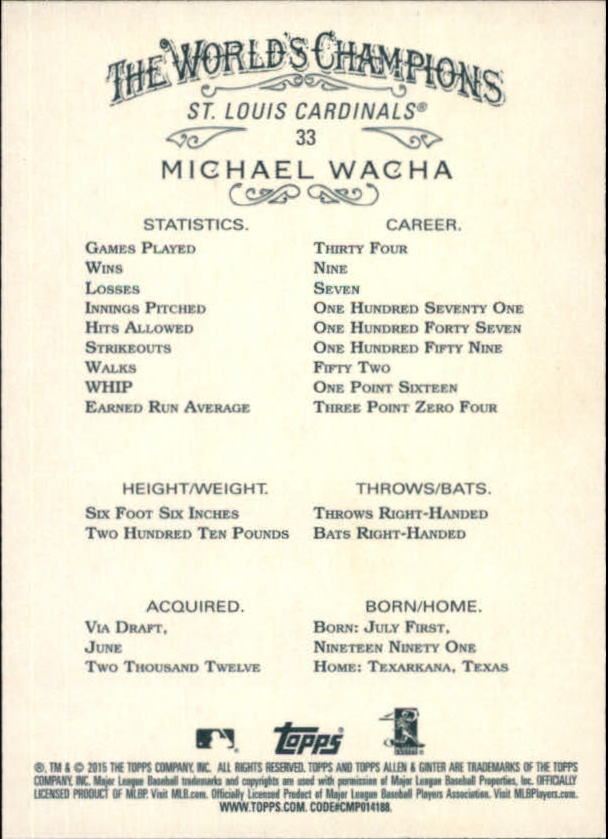 THE WORLD'S CHAMPIONS
ST. LOUIS CARDINALS®
33
MICHAEL WACHA
STATISTICS. CAREER.
GAMES PLAYED THIRTY FOUR
WINS NINE
LOSSES SEVEN
INNINGS PITCHED ONE HUNDRED SEVENTY ONE
HITS ALLOWED ONE HUNDRED FORTY SEVEN
STRIKEOUTS ONE HUNDRED FIFTY NINE
WALKS FIFTY TWO
WHIP ONE POINT SIXTEEN
EARNED RUN AVERAGE THREE POINT ZERO FOUR
HEIGHT/WEIGHT. THROWS/BATS.
SIX FOOT SIX INCHES THROWS RIGHT-HANDED
TWO HUNDRED TEN POUNDS BATS RIGHT-HANDED
ACQUIRED. BORN/HOME.
VIA DRAFT, BORN: JULY FIRST,
JUNE NINETEEN NINETY ONE
TWO THOUSAND TWELVE HOME: TEXARKANA, TEXAS
Topps
®, TM & © 2015 THE TOPPS COMPANY, INC. ALL RIGHTS RESERVED. TOPPS AND TOPPS ALLEN & GINTER ARE TRADEMARKS OF THE TOPPS
COMPANY, INC. Major League Baseball trademarks and copyrights are used with permission of Major League Baseball Properties, Inc. OFFICIALLY
LICENSED PRODUCT OF MLBP. Visit MLB.com. Officially Licensed Product of Major League Baseball Players Association. Visit MLBPlayers.com.
WWW.TOPPS.COM. CODE#CMP014188.